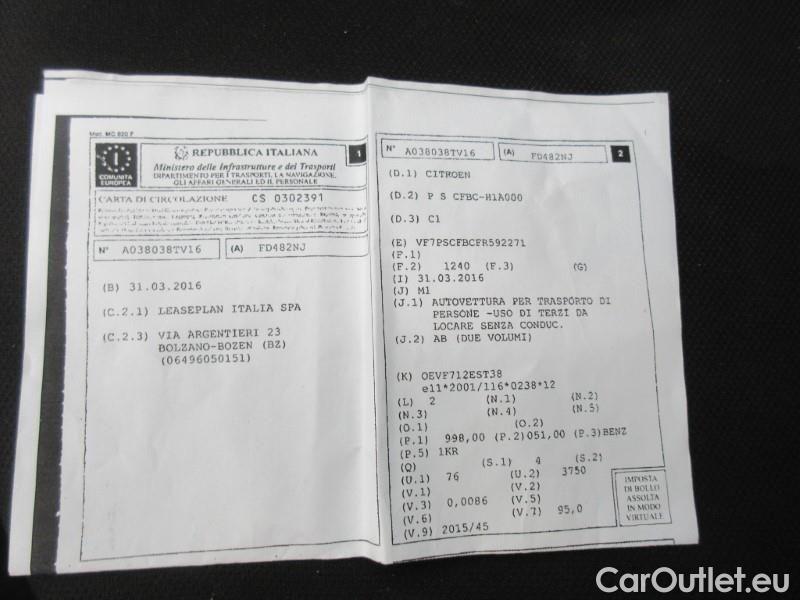 Mod. MC 820 F
COMUNITA
EUROPEA
I
REPUBBLICA ITALIANA
1
Ministero delle Infrastrutture e dei Trasporti
DIPARTIMENTO PER I TRASPORTI, LA NAVIGAZIONE,
GLI AFFARI GENERALI ED IL PERSONALE
CARTA DI CIRCOLAZIONE CS 0302391
N° A038038TV16 (A) FD482NJ
(B) 31.03.2016
(C.2.1) LEASEPLAN ITALIA SPA
(C.2.3) VIA ARGENTIERI 23
BOLZANO-BOZEN (BZ)
(06496050151)
N° A038038TV16 (A) FD482NJ 2
(D.1) CITROEN
(D.2) P S CFBC-H1A000
(D.3) C1
(E) VF7PSCFBCFR592271
(F.1)
(F.2) 1240 (F.3) (G)
(I) 31.03.2016
(J) M1
(J.1) AUTOVETTURA PER TRASPORTO DI
PERSONE -USO DI TERZI DA
LOCARE SENZA CONDUC.
(J.2) AB (DUE VOLUMI)
(K) OEVF712EST38
e11*2001/116*0238*12
(L) 2 (N.1) (N.2)
(N.3) (N.4) (N.5)
(O.1) (O.2)
(P.1) 998,00 (P.2)051,00 (P.3)BENZ
(P.5) 1KR
(Q) (S.1) 4 (S.2)
(U.1) 76 (U.2) 3750
(V.1) (V.2)
(V.3) 0,0086 (V.5)
(V.6) (V.7) 95,0
(V.9) 2015/45
IMPOSTA
DI BOLLO
ASSOLTA
IN MODO
VIRTUALE
CarOutlet.eu